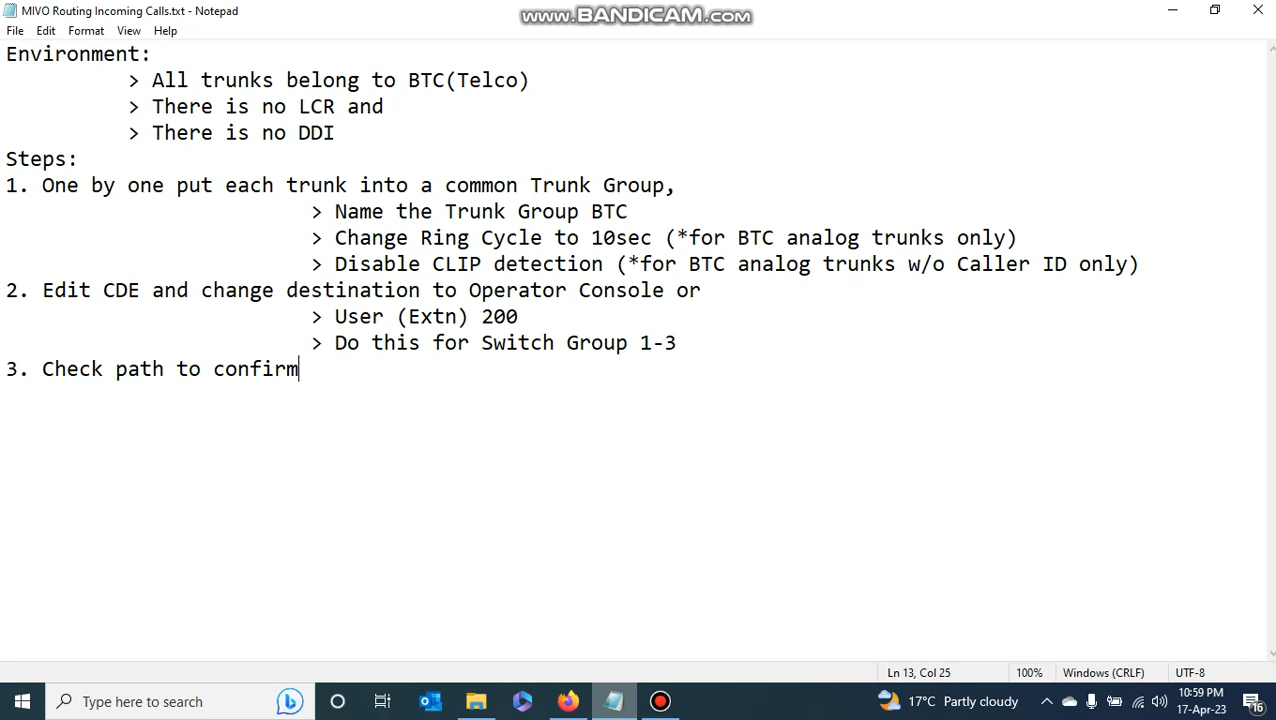 MIVO Routing Incoming Calls.txt - Notepad
www.BANDICAM.com
File Edit Format View Help
Environment:
> All trunks belong to BTC(Telco)
> There is no LCR and
> There is no DDI
Steps:
1. One by one put each trunk into a common Trunk Group,
> Name the Trunk Group BTC
> Change Ring Cycle to 10sec (*for BTC analog trunks only)
> Disable CLIP detection (*for BTC analog trunks w/o Caller ID only)
2. Edit CDE and change destination to Operator Console or
> User (Extn) 200
> Do this for Switch Group 1-3
3. Check path to confirm
Ln 13, Col 25 100% Windows (CRLF) UTF-8
Type here to search
17°C Partly cloudy
10:59 PM
17-Apr-23
16